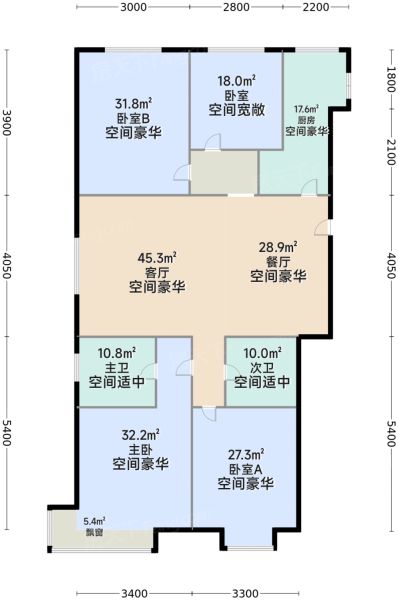 3000
2800
2200
3900
4050
5400
1800
2100
4050
5400
31.8㎡
卧室B
空间豪华
18.0㎡
卧室
空间宽敞
17.6㎡
厨房
空间豪华
45.3㎡
客厅
空间豪华
28.9㎡
餐厅
空间豪华
10.8㎡
主卫
空间适中
10.0㎡
次卫
空间适中
32.2㎡
主卧
空间豪华
27.3㎡
卧室A
空间豪华
5.4㎡
飘窗
3400
3300